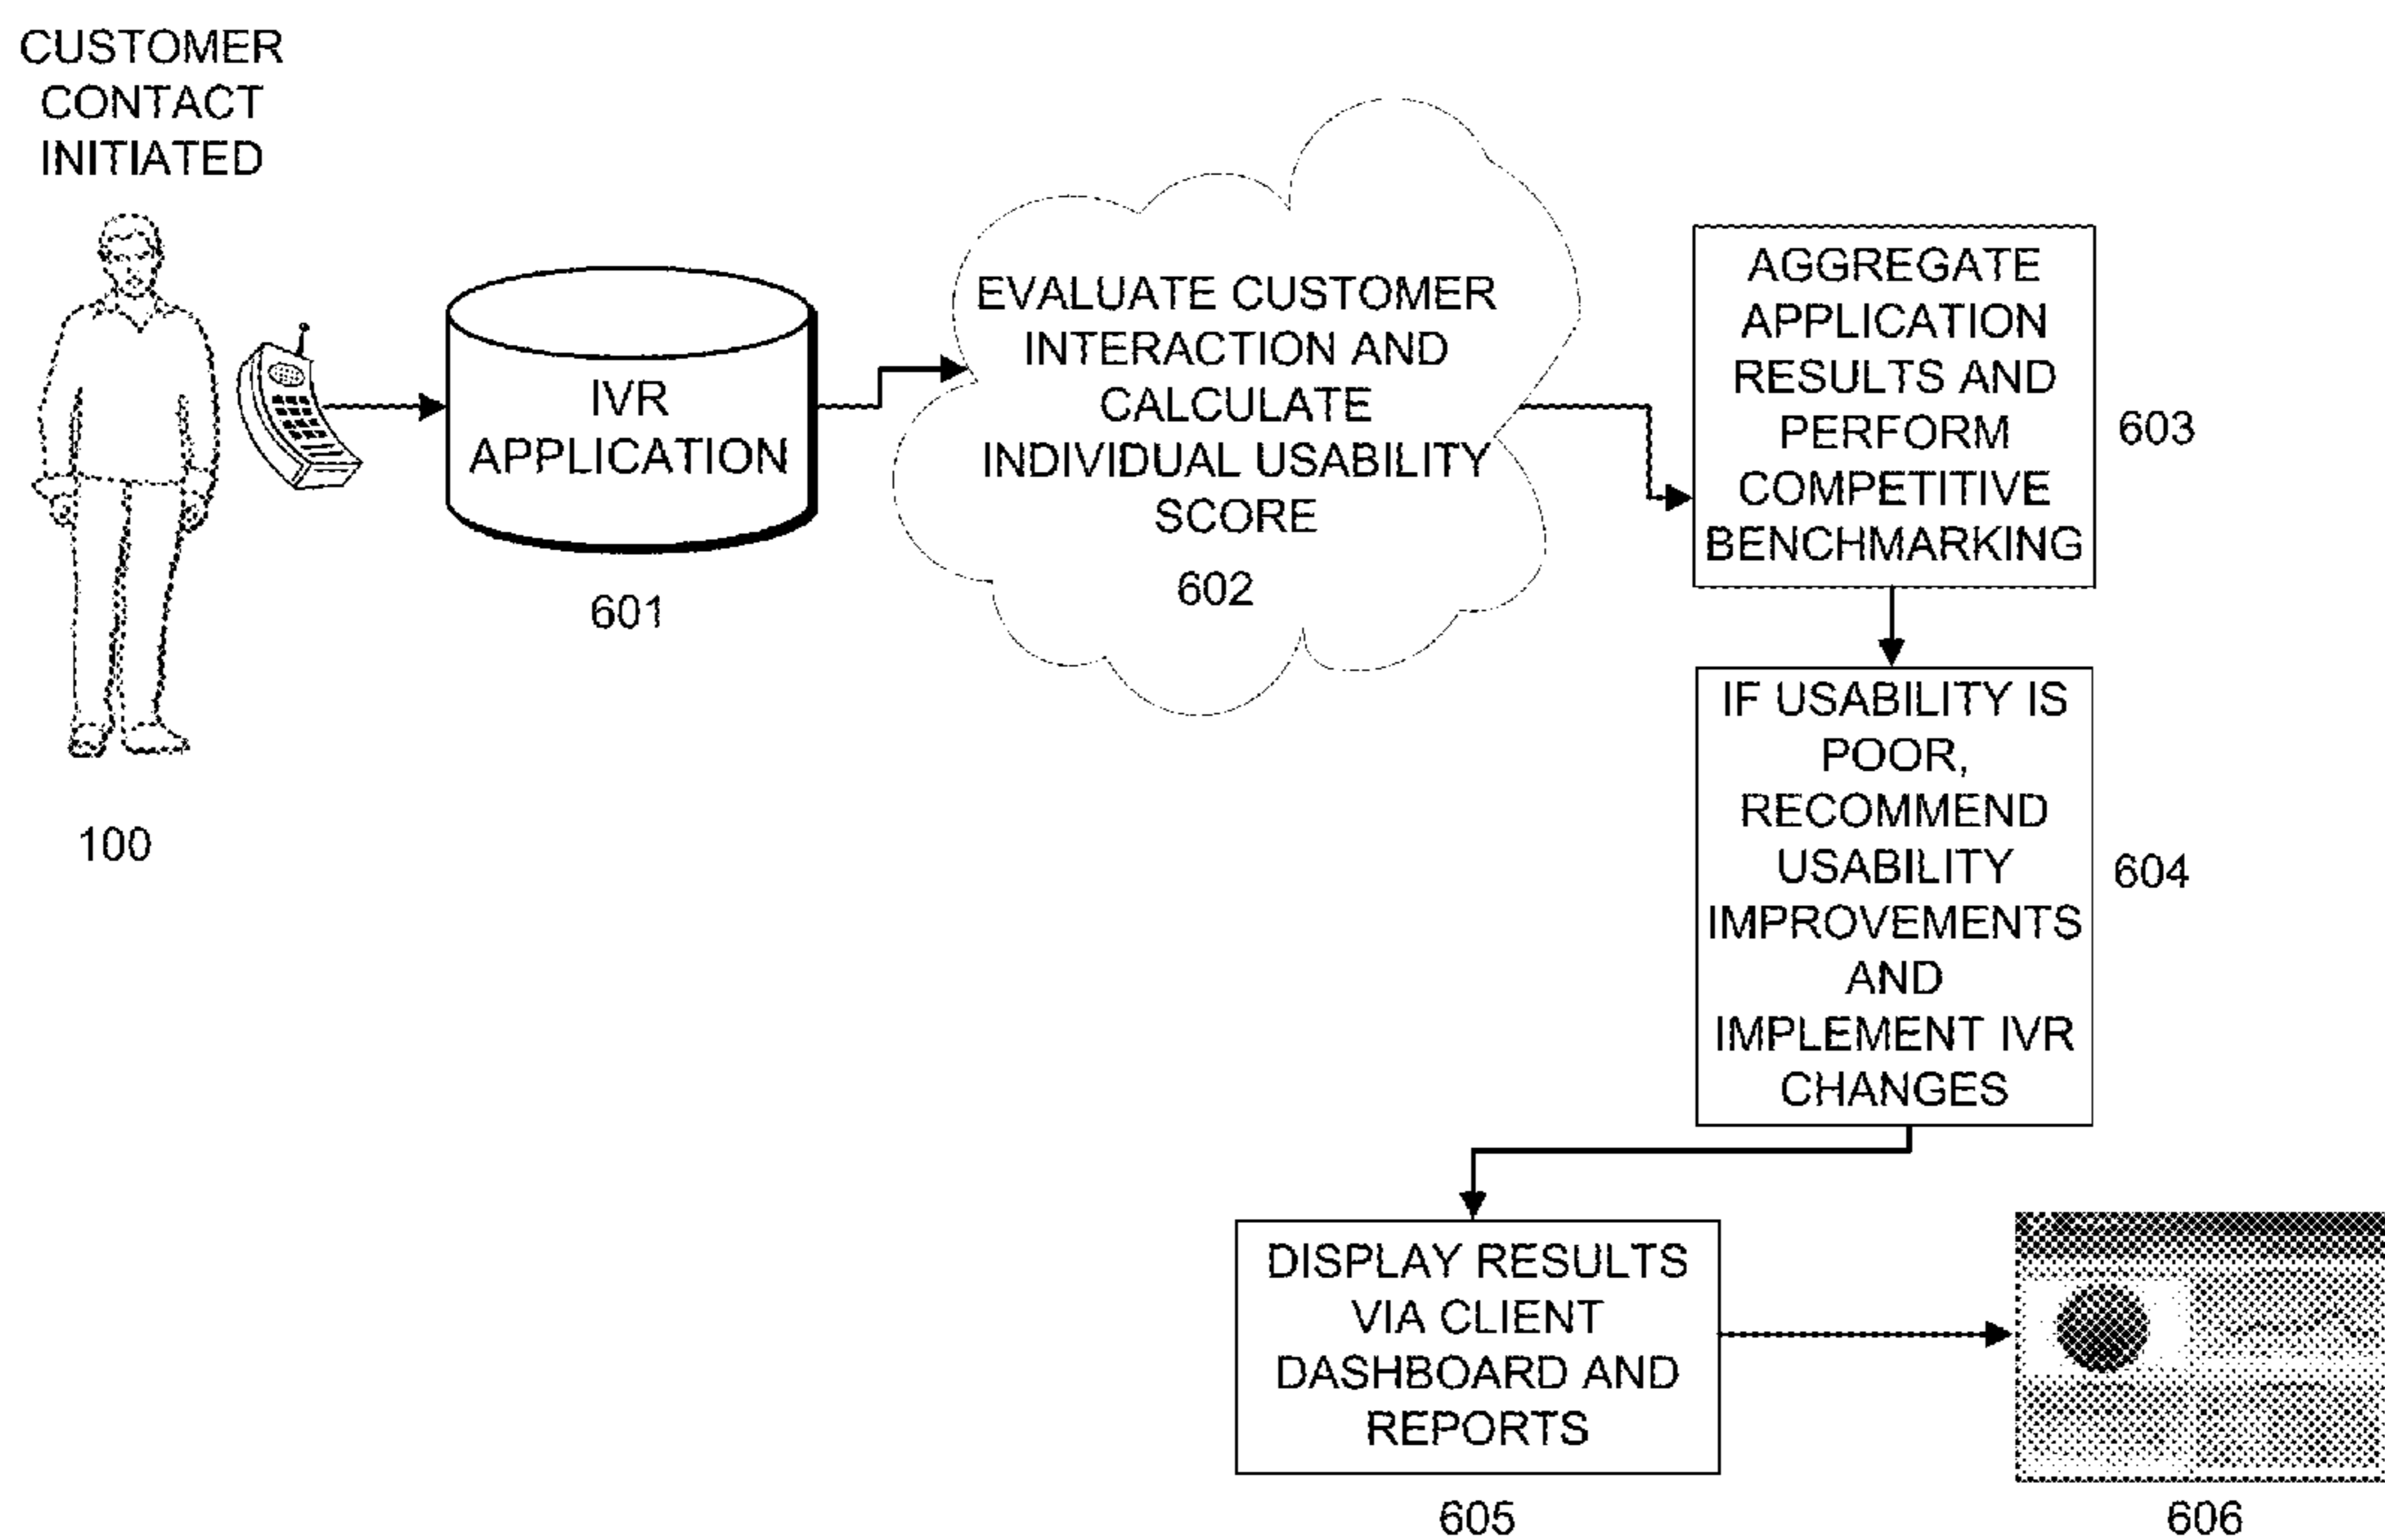 CUSTOMER
CONTACT
INITIATED
100
IVR
APPLICATION
601
EVALUATE CUSTOMER
INTERACTION AND
CALCULATE
INDIVIDUAL USABILITY
SCORE
602
AGGREGATE
APPLICATION
RESULTS AND
PERFORM
COMPETITIVE
BENCHMARKING
603
IF USABILITY IS
POOR,
RECOMMEND
USABILITY
IMPROVEMENTS
AND
IMPLEMENT IVR
CHANGES
604
DISPLAY RESULTS
VIA CLIENT
DASHBOARD AND
REPORTS
605
606